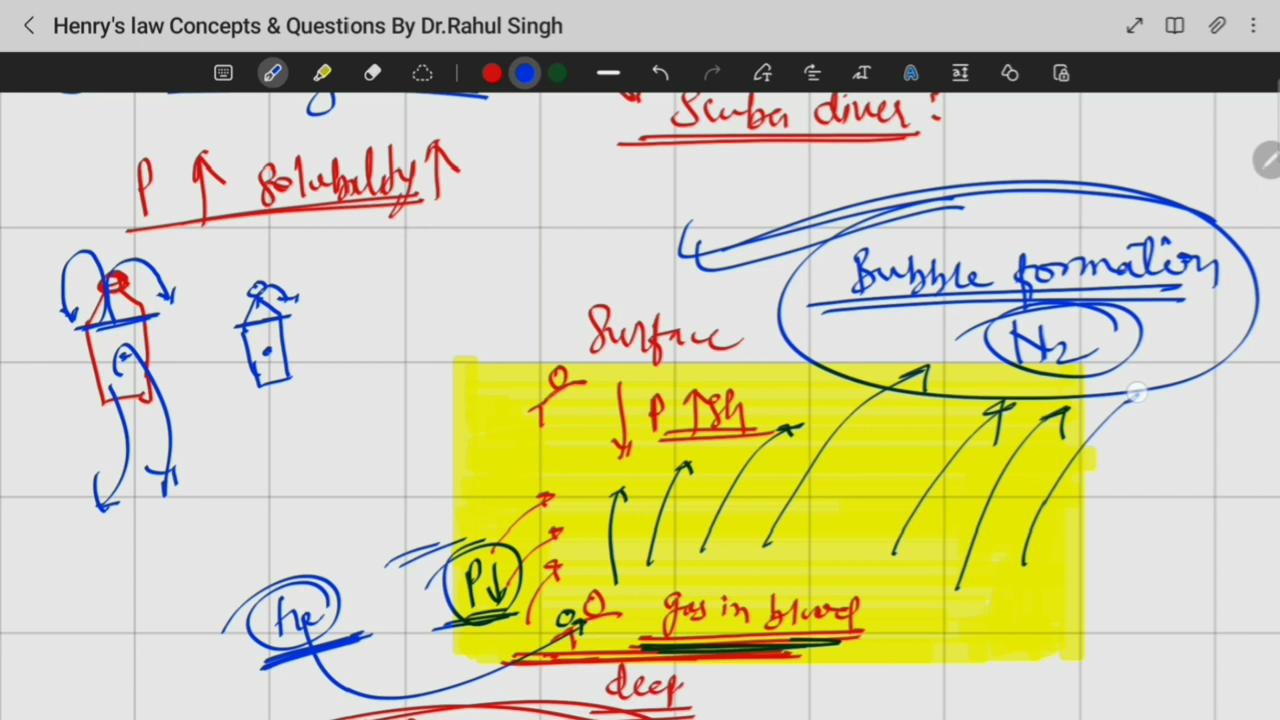 Henry's law Concepts & Questions By Dr.Rahul Singh
Scuba diver?
P ↑ solubility ↑
Bubble formation
N2
Surface
↓ P ↑
P↓
He
gas in blood
deep